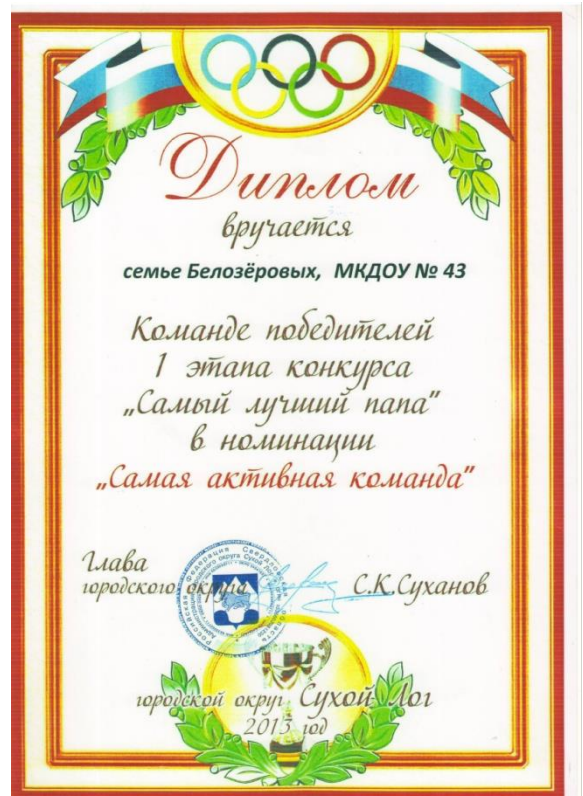 Диплом
вручается
семье Белозёровых, МКДОУ № 43
Команде победителей
1 этапа конкурса
„Самый лучший папа”
в номинации
„Самая активная команда”
Глава
городского округа
С.К.Суханов
городской округ Сухой Лог
2013 год